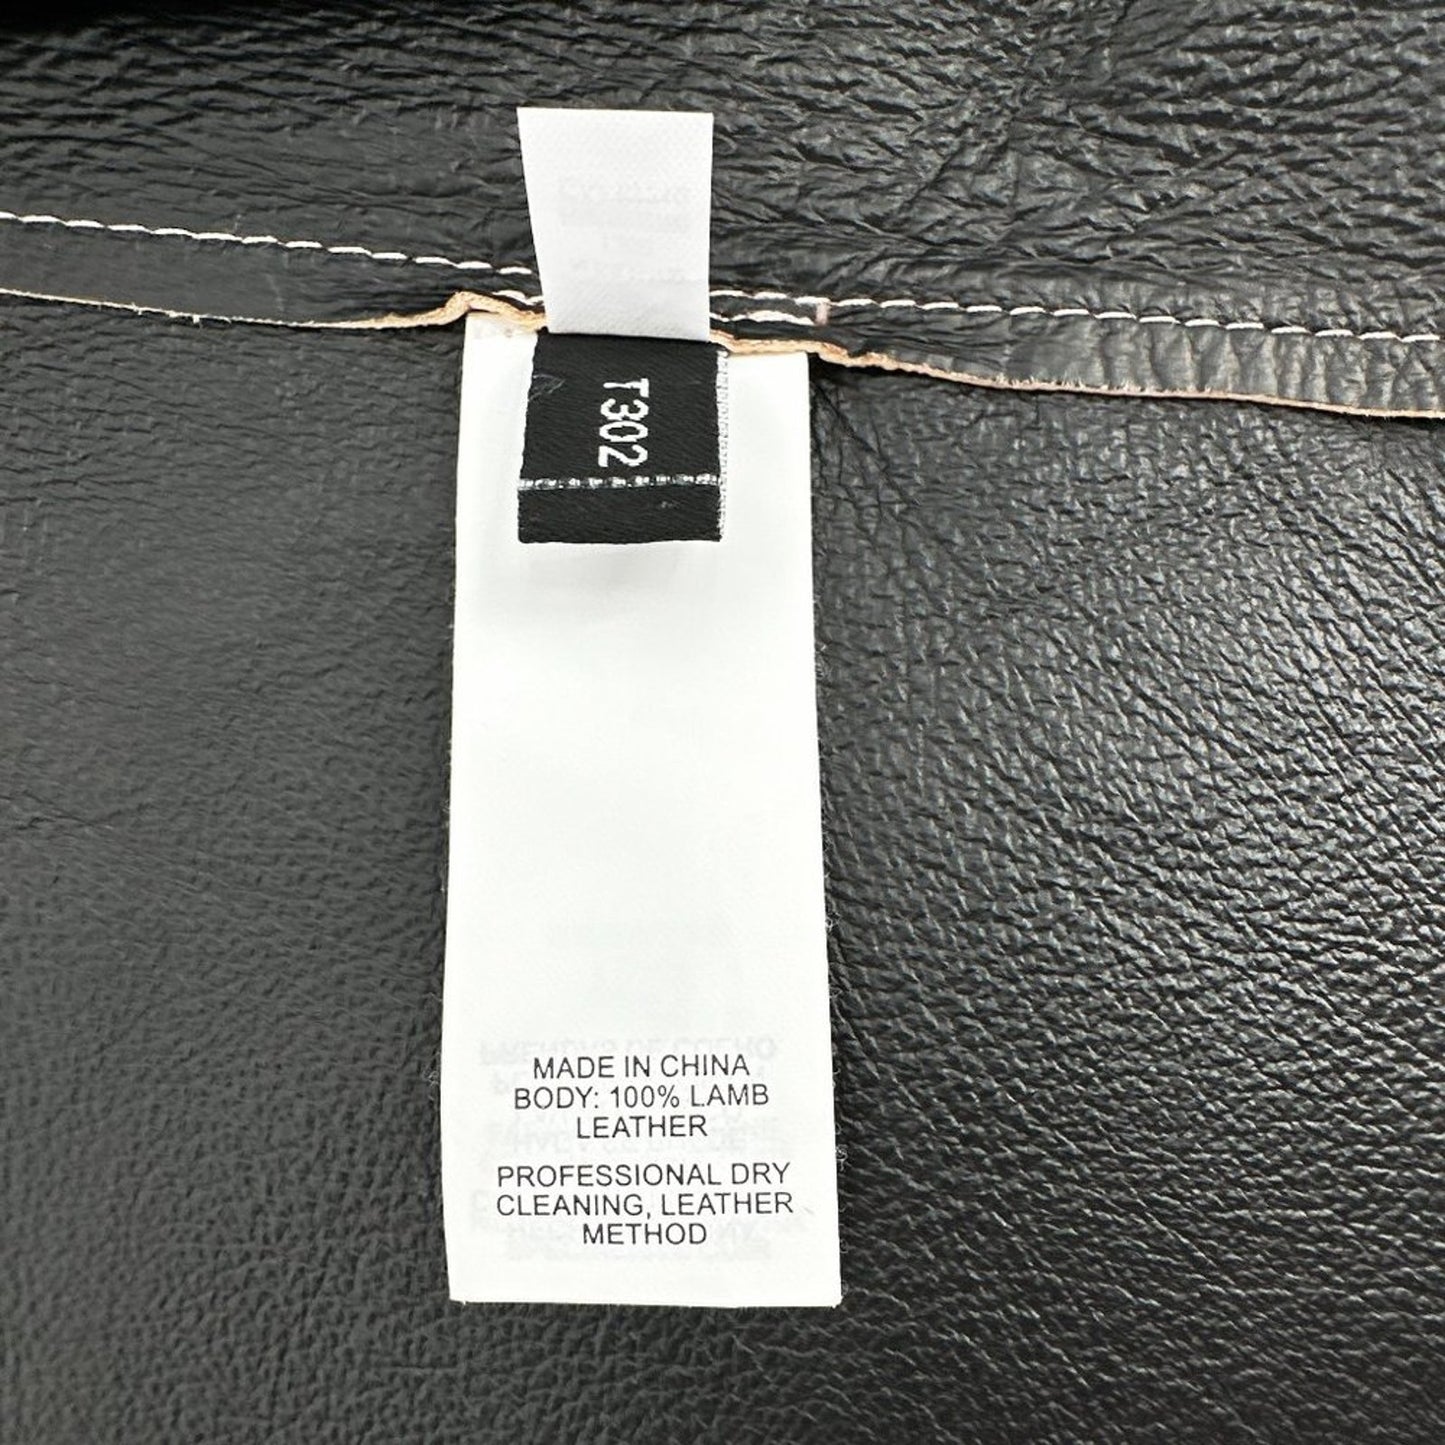 T302
MADE IN CHINA
BODY: 100% LAMB
LEATHER
PROFESSIONAL DRY
CLEANING, LEATHER
METHOD